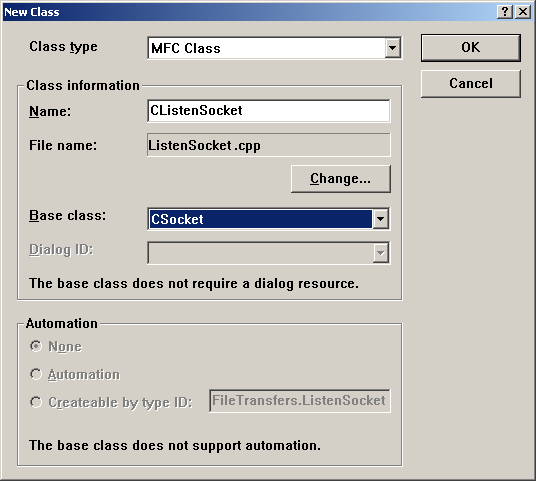 New Class
Class type MFC Class OK
Cancel
Class information
Name: CListenSocket
File name: ListenSocket.cpp
Change...
Base class: CSocket
Dialog ID:
The base class does not require a dialog resource.
Automation
None
Automation
Createable by type ID: FileTransfers.ListenSocket
The base class does not support automation.